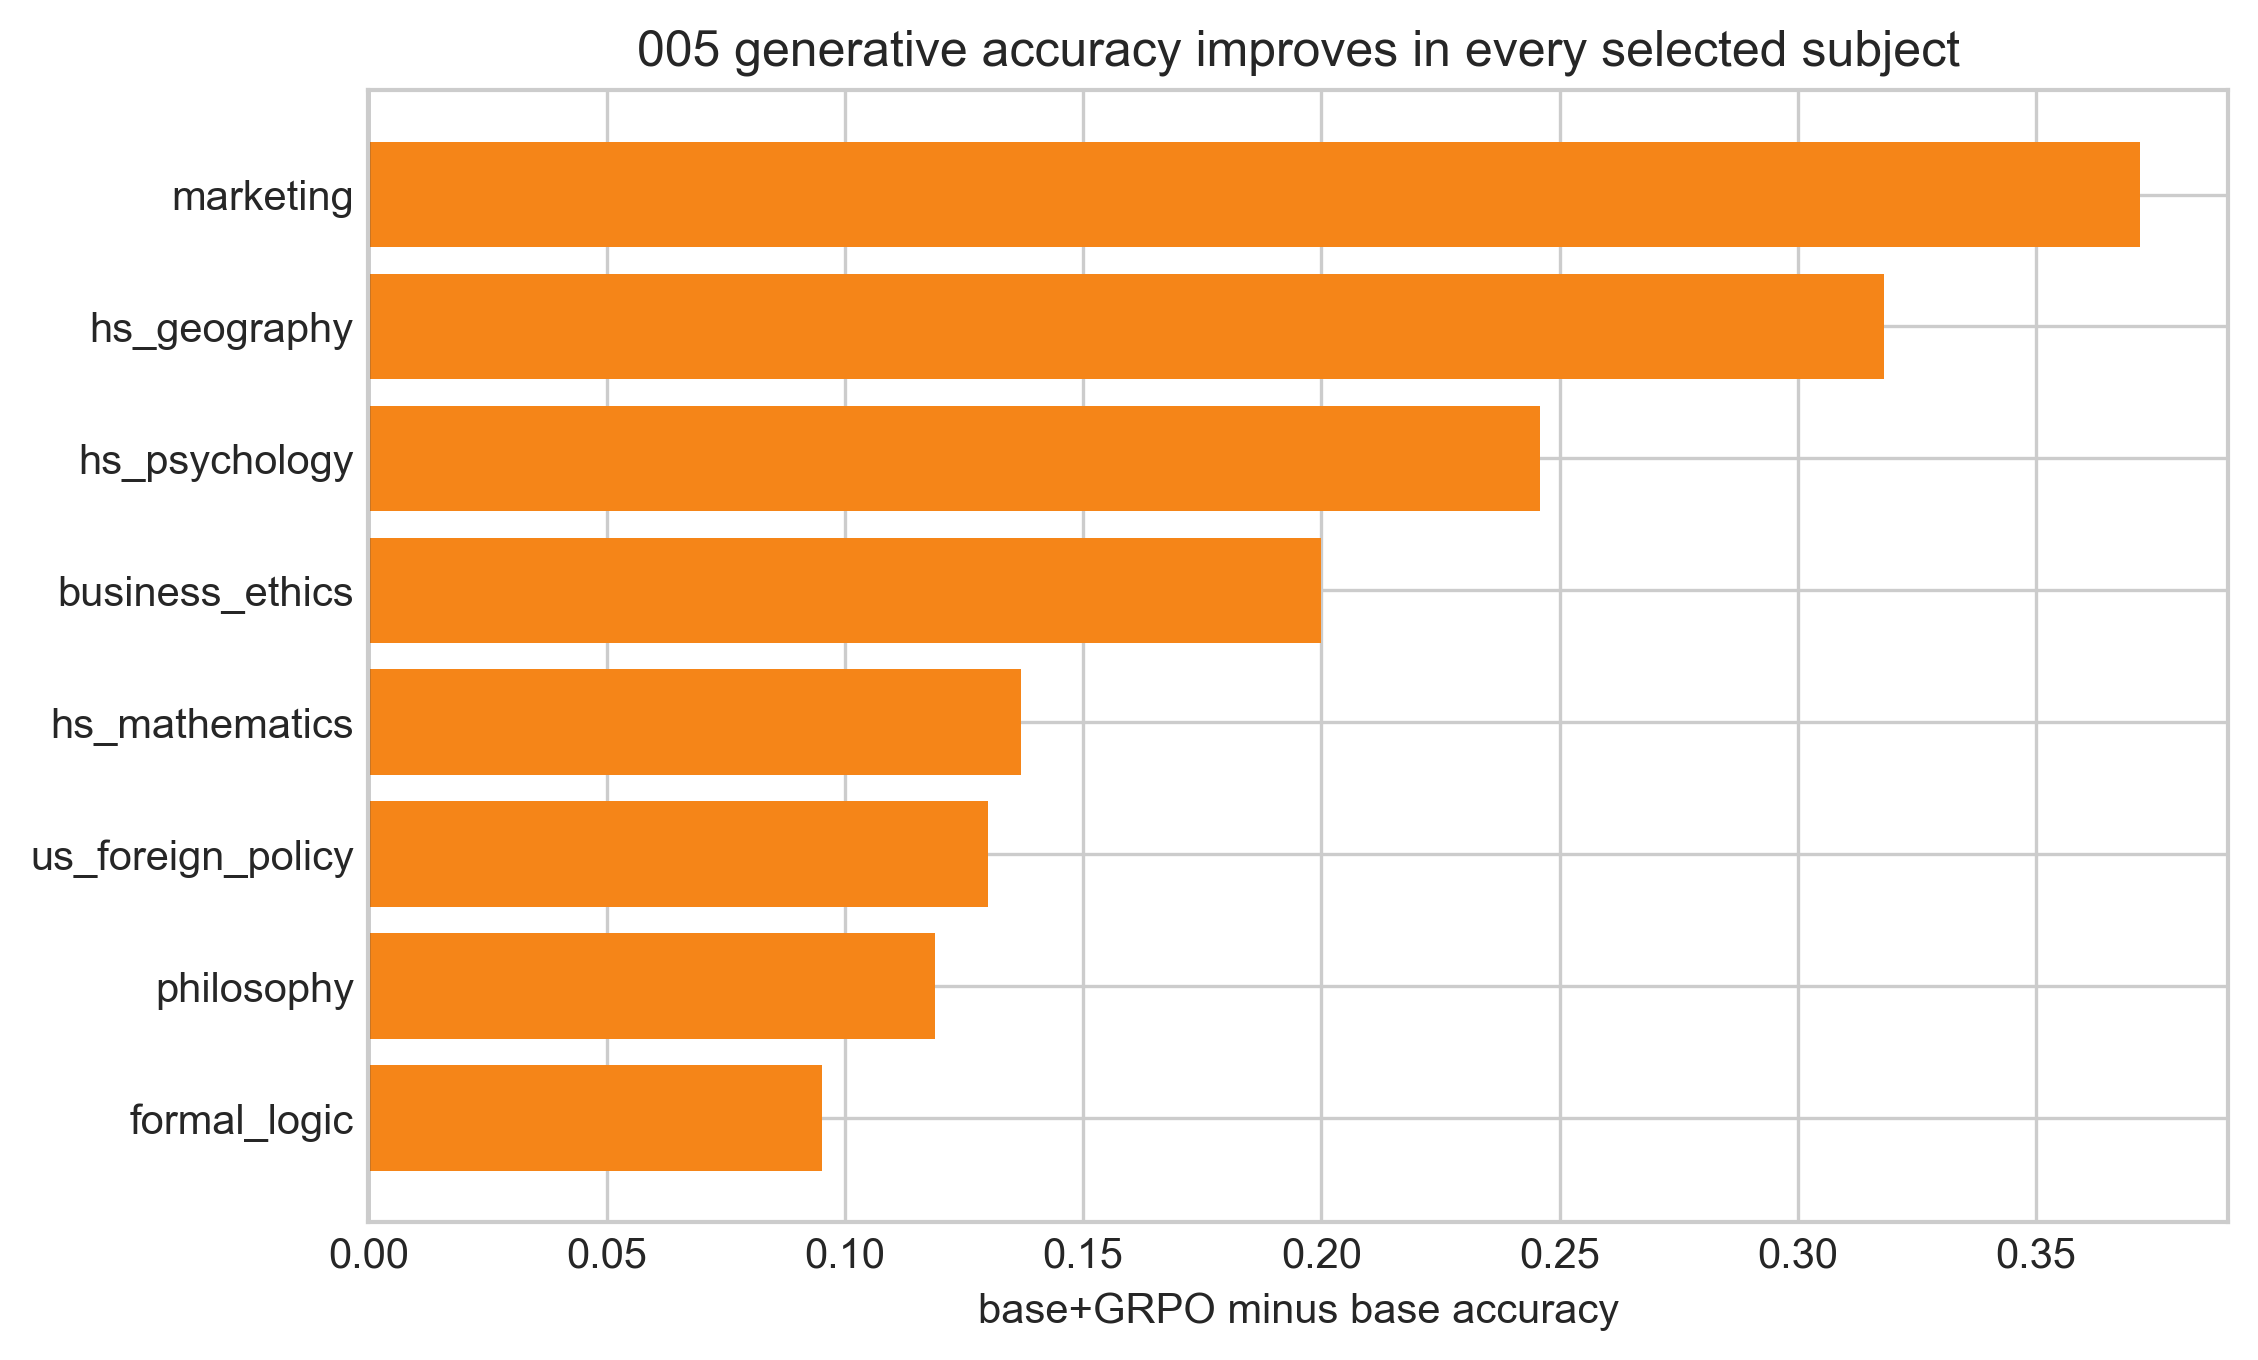 005 generative accuracy improves in every selected subject
marketing
hs_geography
hs_psychology
business_ethics
hs_mathematics
us_foreign_policy
philosophy
formal_logic
0.00 0.05 0.10 0.15 0.20 0.25 0.30 0.35
base+GRPO minus base accuracy